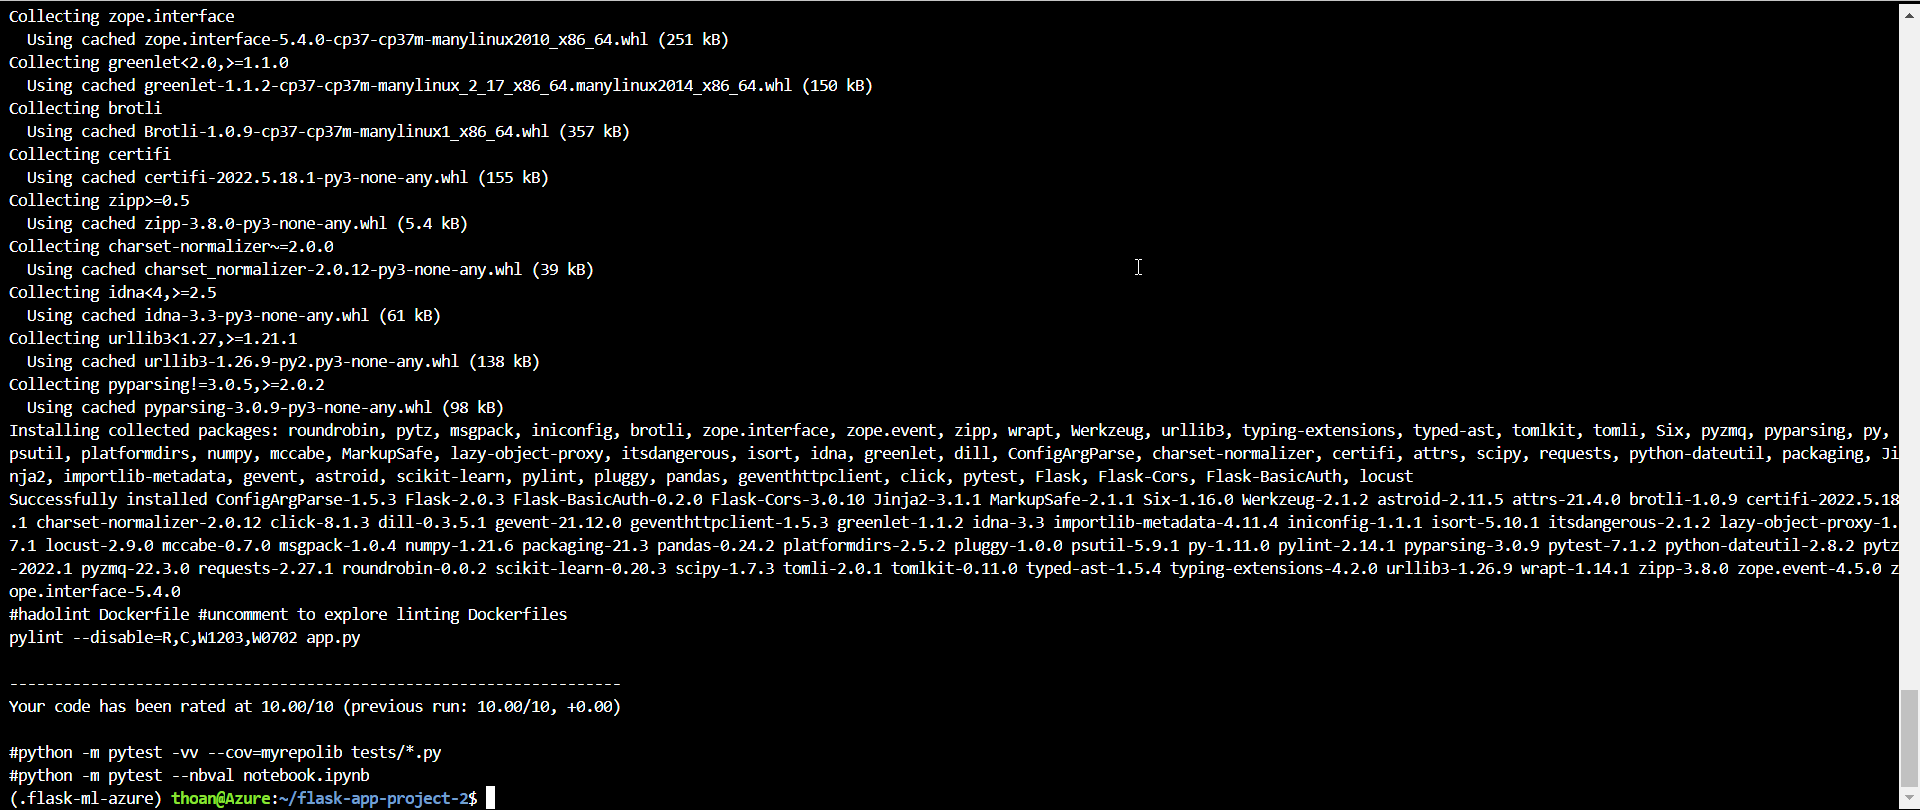 Collecting zope.interface
  Using cached zope.interface-5.4.0-cp37-cp37m-manylinux2010_x86_64.whl (251 kB)
Collecting greenlet<2.0,>=1.1.0
  Using cached greenlet-1.1.2-cp37-cp37m-manylinux_2_17_x86_64.manylinux2014_x86_64.whl (150 kB)
Collecting brotli
  Using cached Brotli-1.0.9-cp37-cp37m-manylinux1_x86_64.whl (357 kB)
Collecting certifi
  Using cached certifi-2022.5.18.1-py3-none-any.whl (155 kB)
Collecting zipp>=0.5
  Using cached zipp-3.8.0-py3-none-any.whl (5.4 kB)
Collecting charset-normalizer~=2.0.0
  Using cached charset_normalizer-2.0.12-py3-none-any.whl (39 kB)
Collecting idna<4,>=2.5
  Using cached idna-3.3-py3-none-any.whl (61 kB)
Collecting urllib3<1.27,>=1.21.1
  Using cached urllib3-1.26.9-py2.py3-none-any.whl (138 kB)
Collecting pyparsing!=3.0.5,>=2.0.2
  Using cached pyparsing-3.0.9-py3-none-any.whl (98 kB)
Installing collected packages: roundrobin, pytz, msgpack, iniconfig, brotli, zope.interface, zope.event, zipp, wrapt, Werkzeug, urllib3, typing-extensions, typed-ast, tomlkit, tomli, Six, pyzmq, pyparsing, py,
psutil, platformdirs, numpy, mccabe, MarkupSafe, lazy-object-proxy, itsdangerous, isort, idna, greenlet, dill, ConfigArgParse, charset-normalizer, certifi, attrs, scipy, requests, python-dateutil, packaging, Ji
nja2, importlib-metadata, gevent, astroid, scikit-learn, pylint, pluggy, pandas, geventhttpclient, click, pytest, Flask, Flask-Cors, Flask-BasicAuth, locust
Successfully installed ConfigArgParse-1.5.3 Flask-2.0.3 Flask-BasicAuth-0.2.0 Flask-Cors-3.0.10 Jinja2-3.1.1 MarkupSafe-2.1.1 Six-1.16.0 Werkzeug-2.1.2 astroid-2.11.5 attrs-21.4.0 brotli-1.0.9 certifi-2022.5.18
.1 charset-normalizer-2.0.12 click-8.1.3 dill-0.3.5.1 gevent-21.12.0 geventhttpclient-1.5.3 greenlet-1.1.2 idna-3.3 importlib-metadata-4.11.4 iniconfig-1.1.1 isort-5.10.1 itsdangerous-2.1.2 lazy-object-proxy-1.
7.1 locust-2.9.0 mccabe-0.7.0 msgpack-1.0.4 numpy-1.21.6 packaging-21.3 pandas-0.24.2 platformdirs-2.5.2 pluggy-1.0.0 psutil-5.9.1 py-1.11.0 pylint-2.14.1 pyparsing-3.0.9 pytest-7.1.2 python-dateutil-2.8.2 pytz
-2022.1 pyzmq-22.3.0 requests-2.27.1 roundrobin-0.0.2 scikit-learn-0.20.3 scipy-1.7.3 tomli-2.0.1 tomlkit-0.11.0 typed-ast-1.5.4 typing-extensions-4.2.0 urllib3-1.26.9 wrapt-1.14.1 zipp-3.8.0 zope.event-4.5.0 z
ope.interface-5.4.0
#hadolint Dockerfile #uncomment to explore linting Dockerfiles
pylint --disable=R,C,W1203,W0702 app.py
--------------------------------------------------------------------
Your code has been rated at 10.00/10 (previous run: 10.00/10, +0.00)
#python -m pytest -vv --cov=myrepolib tests/*.py
#python -m pytest --nbval notebook.ipynb
(.flask-ml-azure) thoan@Azure:~/flask-app-project-2$